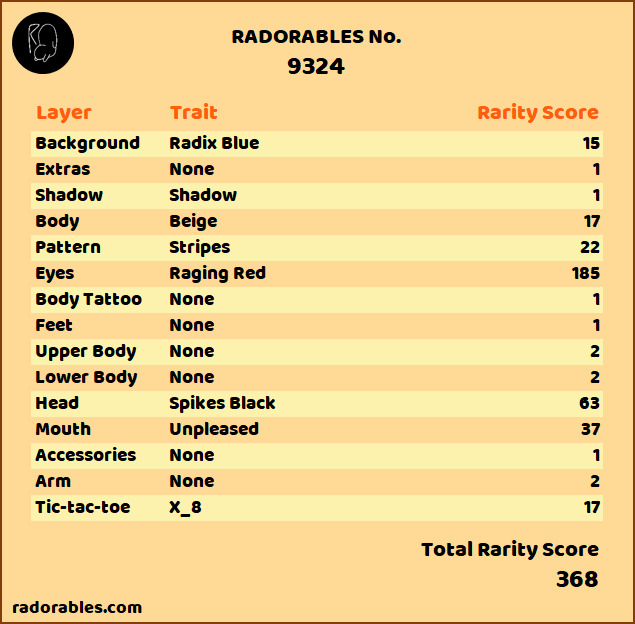 RADORABLES No.
9324
Layer Trait Rarity Score
Background Radix Blue 15
Extras None 1
Shadow Shadow 1
Body Beige 17
Pattern Stripes 22
Eyes Raging Red 185
Body Tattoo None 1
Feet None 1
Upper Body None 2
Lower Body None 2
Head Spikes Black 63
Mouth Unpleased 37
Accessories None 1
Arm None 2
Tic-tac-toe X_8 17
Total Rarity Score
368
radorables.com